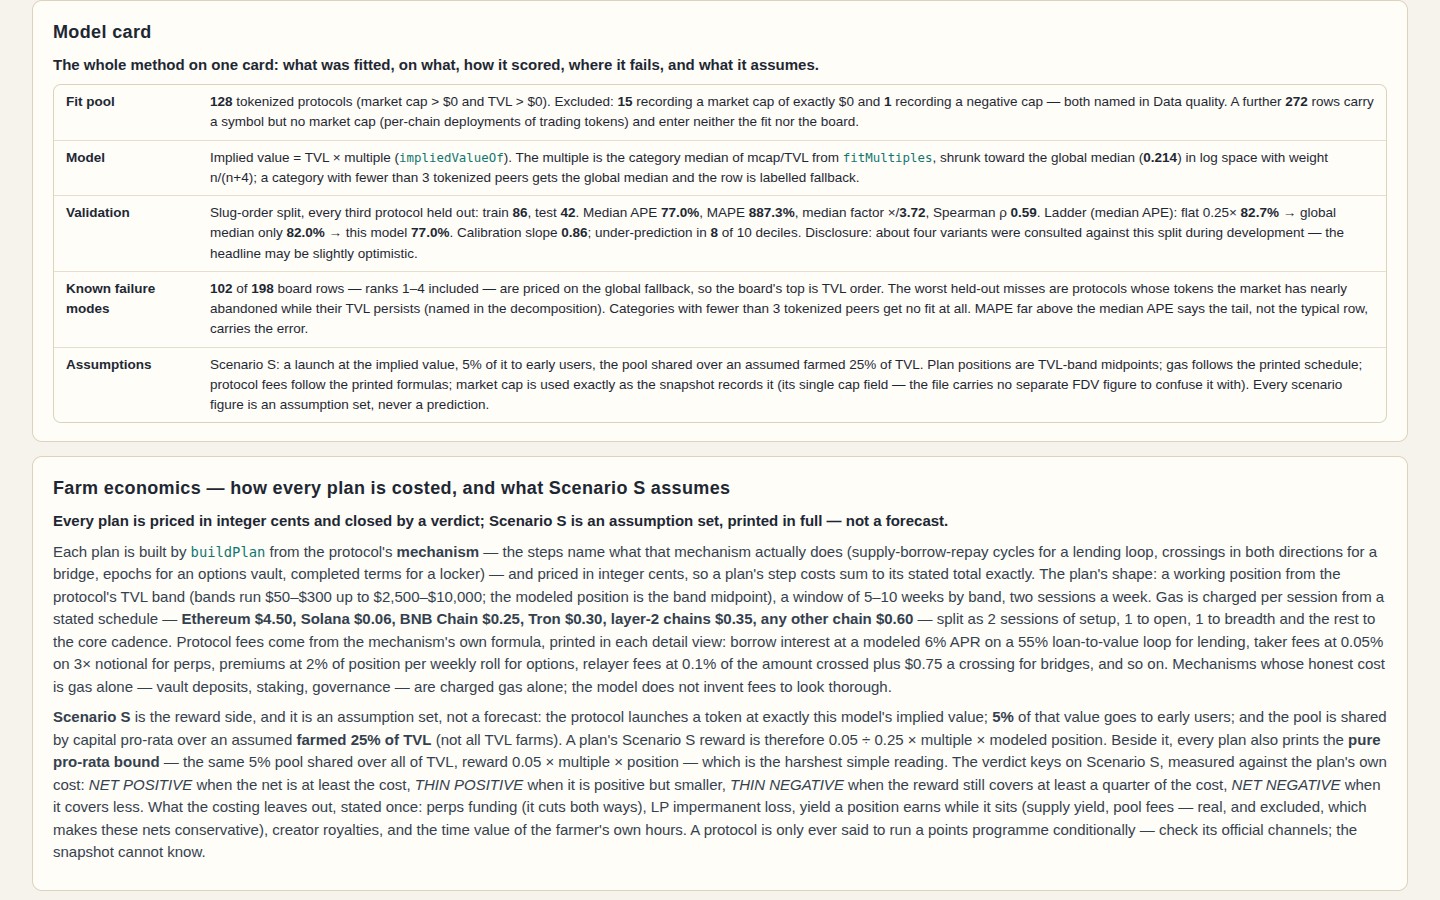 Model card
The whole method on one card: what was fitted, on what, how it scored, where it fails, and what it assumes.
Fit pool
128 tokenized protocols (market cap > $0 and TVL > $0). Excluded: 15 recording a market cap of exactly $0 and 1 recording a negative cap — both named in Data quality. A further 272 rows carry
a symbol but no market cap (per-chain deployments of trading tokens) and enter neither the fit nor the board.
Model
Implied value = TVL × multiple (impliedValueOf). The multiple is the category median of mcap/TVL from fitMultiples, shrunk toward the global median (0.214) in log space with weight
n/(n+4); a category with fewer than 3 tokenized peers gets the global median and the row is labelled fallback.
Validation
Slug-order split, every third protocol held out: train 86, test 42. Median APE 77.0%, MAPE 887.3%, median factor ×/3.72, Spearman ρ 0.59. Ladder (median APE): flat 0.25× 82.7% → global
median only 82.0% → this model 77.0%. Calibration slope 0.86; under-prediction in 8 of 10 deciles. Disclosure: about four variants were consulted against this split during development — the
headline may be slightly optimistic.
Known failure
modes
102 of 198 board rows — ranks 1–4 included — are priced on the global fallback, so the board's top is TVL order. The worst held-out misses are protocols whose tokens the market has nearly
abandoned while their TVL persists (named in the decomposition). Categories with fewer than 3 tokenized peers get no fit at all. MAPE far above the median APE says the tail, not the typical row,
carries the error.
Assumptions
Scenario S: a launch at the implied value, 5% of it to early users, the pool shared over an assumed farmed 25% of TVL. Plan positions are TVL-band midpoints; gas follows the printed schedule;
protocol fees follow the printed formulas; market cap is used exactly as the snapshot records it (its single cap field — the file carries no separate FDV figure to confuse it with). Every scenario
figure is an assumption set, never a prediction.
Farm economics — how every plan is costed, and what Scenario S assumes
Every plan is priced in integer cents and closed by a verdict; Scenario S is an assumption set, printed in full — not a forecast.
Each plan is built by buildPlan from the protocol's mechanism — the steps name what that mechanism actually does (supply-borrow-repay cycles for a lending loop, crossings in both directions for a
bridge, epochs for an options vault, completed terms for a locker) — and priced in integer cents, so a plan's step costs sum to its stated total exactly. The plan's shape: a working position from the
protocol's TVL band (bands run $50–$300 up to $2,500–$10,000; the modeled position is the band midpoint), a window of 5–10 weeks by band, two sessions a week. Gas is charged per session from a
stated schedule — Ethereum $4.50, Solana $0.06, BNB Chain $0.25, Tron $0.30, layer-2 chains $0.35, any other chain $0.60 — split as 2 sessions of setup, 1 to open, 1 to breadth and the rest to
the core cadence. Protocol fees come from the mechanism's own formula, printed in each detail view: borrow interest at a modeled 6% APR on a 55% loan-to-value loop for lending, taker fees at 0.05%
on 3× notional for perps, premiums at 2% of position per weekly roll for options, relayer fees at 0.1% of the amount crossed plus $0.75 a crossing for bridges, and so on. Mechanisms whose honest cost
is gas alone — vault deposits, staking, governance — are charged gas alone; the model does not invent fees to look thorough.
Scenario S is the reward side, and it is an assumption set, not a forecast: the protocol launches a token at exactly this model's implied value; 5% of that value goes to early users; and the pool is shared
by capital pro-rata over an assumed farmed 25% of TVL (not all TVL farms). A plan's Scenario S reward is therefore 0.05 ÷ 0.25 × multiple × modeled position. Beside it, every plan also prints the pure
pro-rata bound — the same 5% pool shared over all of TVL, reward 0.05 × multiple × position — which is the harshest simple reading. The verdict keys on Scenario S, measured against the plan's own
cost: NET POSITIVE when the net is at least the cost, THIN POSITIVE when it is positive but smaller, THIN NEGATIVE when the reward still covers at least a quarter of the cost, NET NEGATIVE when
it covers less. What the costing leaves out, stated once: perps funding (it cuts both ways), LP impermanent loss, yield a position earns while it sits (supply yield, pool fees — real, and excluded, which
makes these nets conservative), creator royalties, and the time value of the farmer's own hours. A protocol is only ever said to run a points programme conditionally — check its official channels; the
snapshot cannot know.